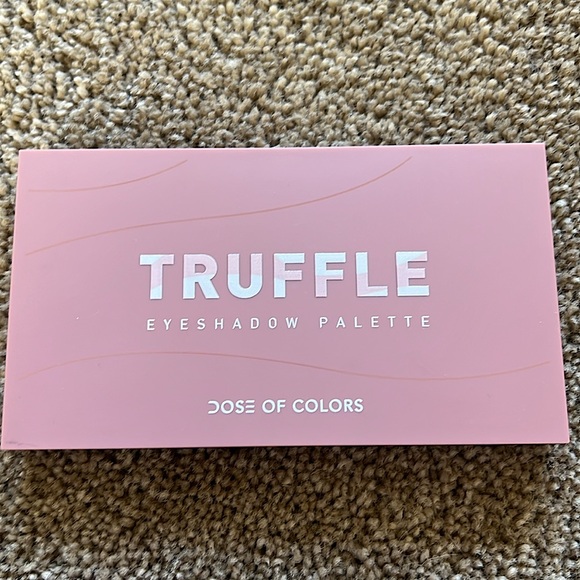 TRUFFLE
EYESHADOW PALETTE
DOSE OF COLORS